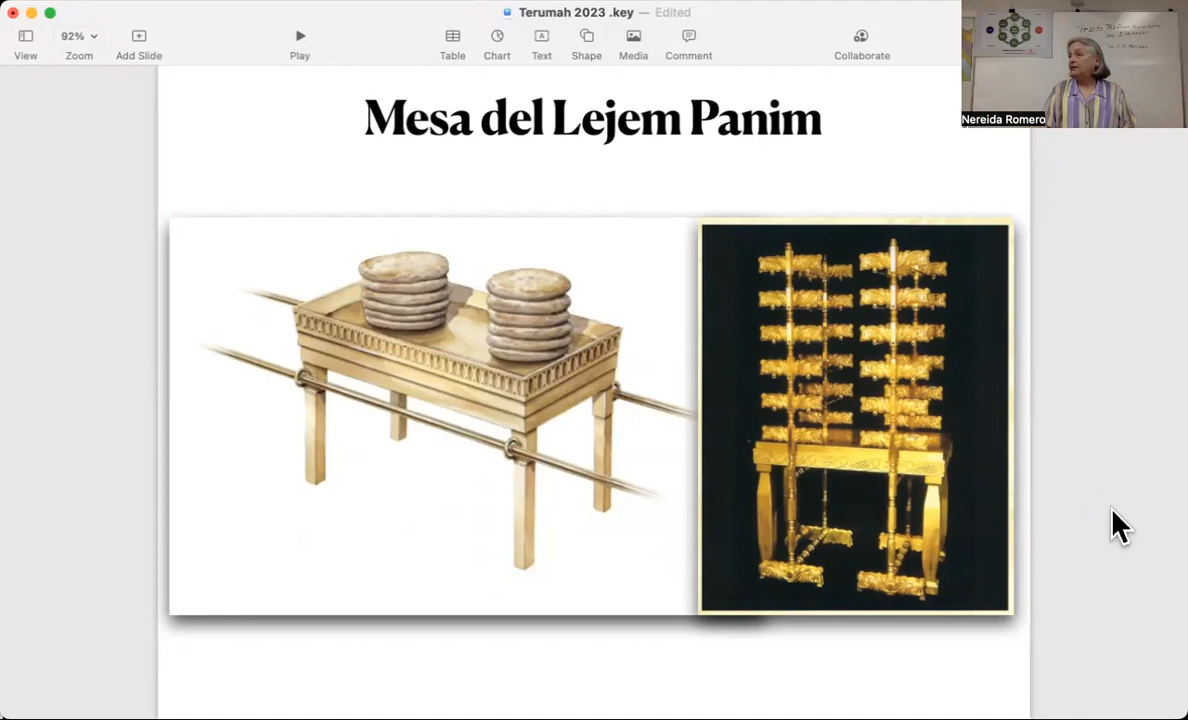 Terumah 2023 .key — Edited
92%
View
Zoom
Add Slide
Play
Table
Chart
Text
Shape
Media
Comment
Collaborate
Mesa del Lejem Panim
Nereida Romero